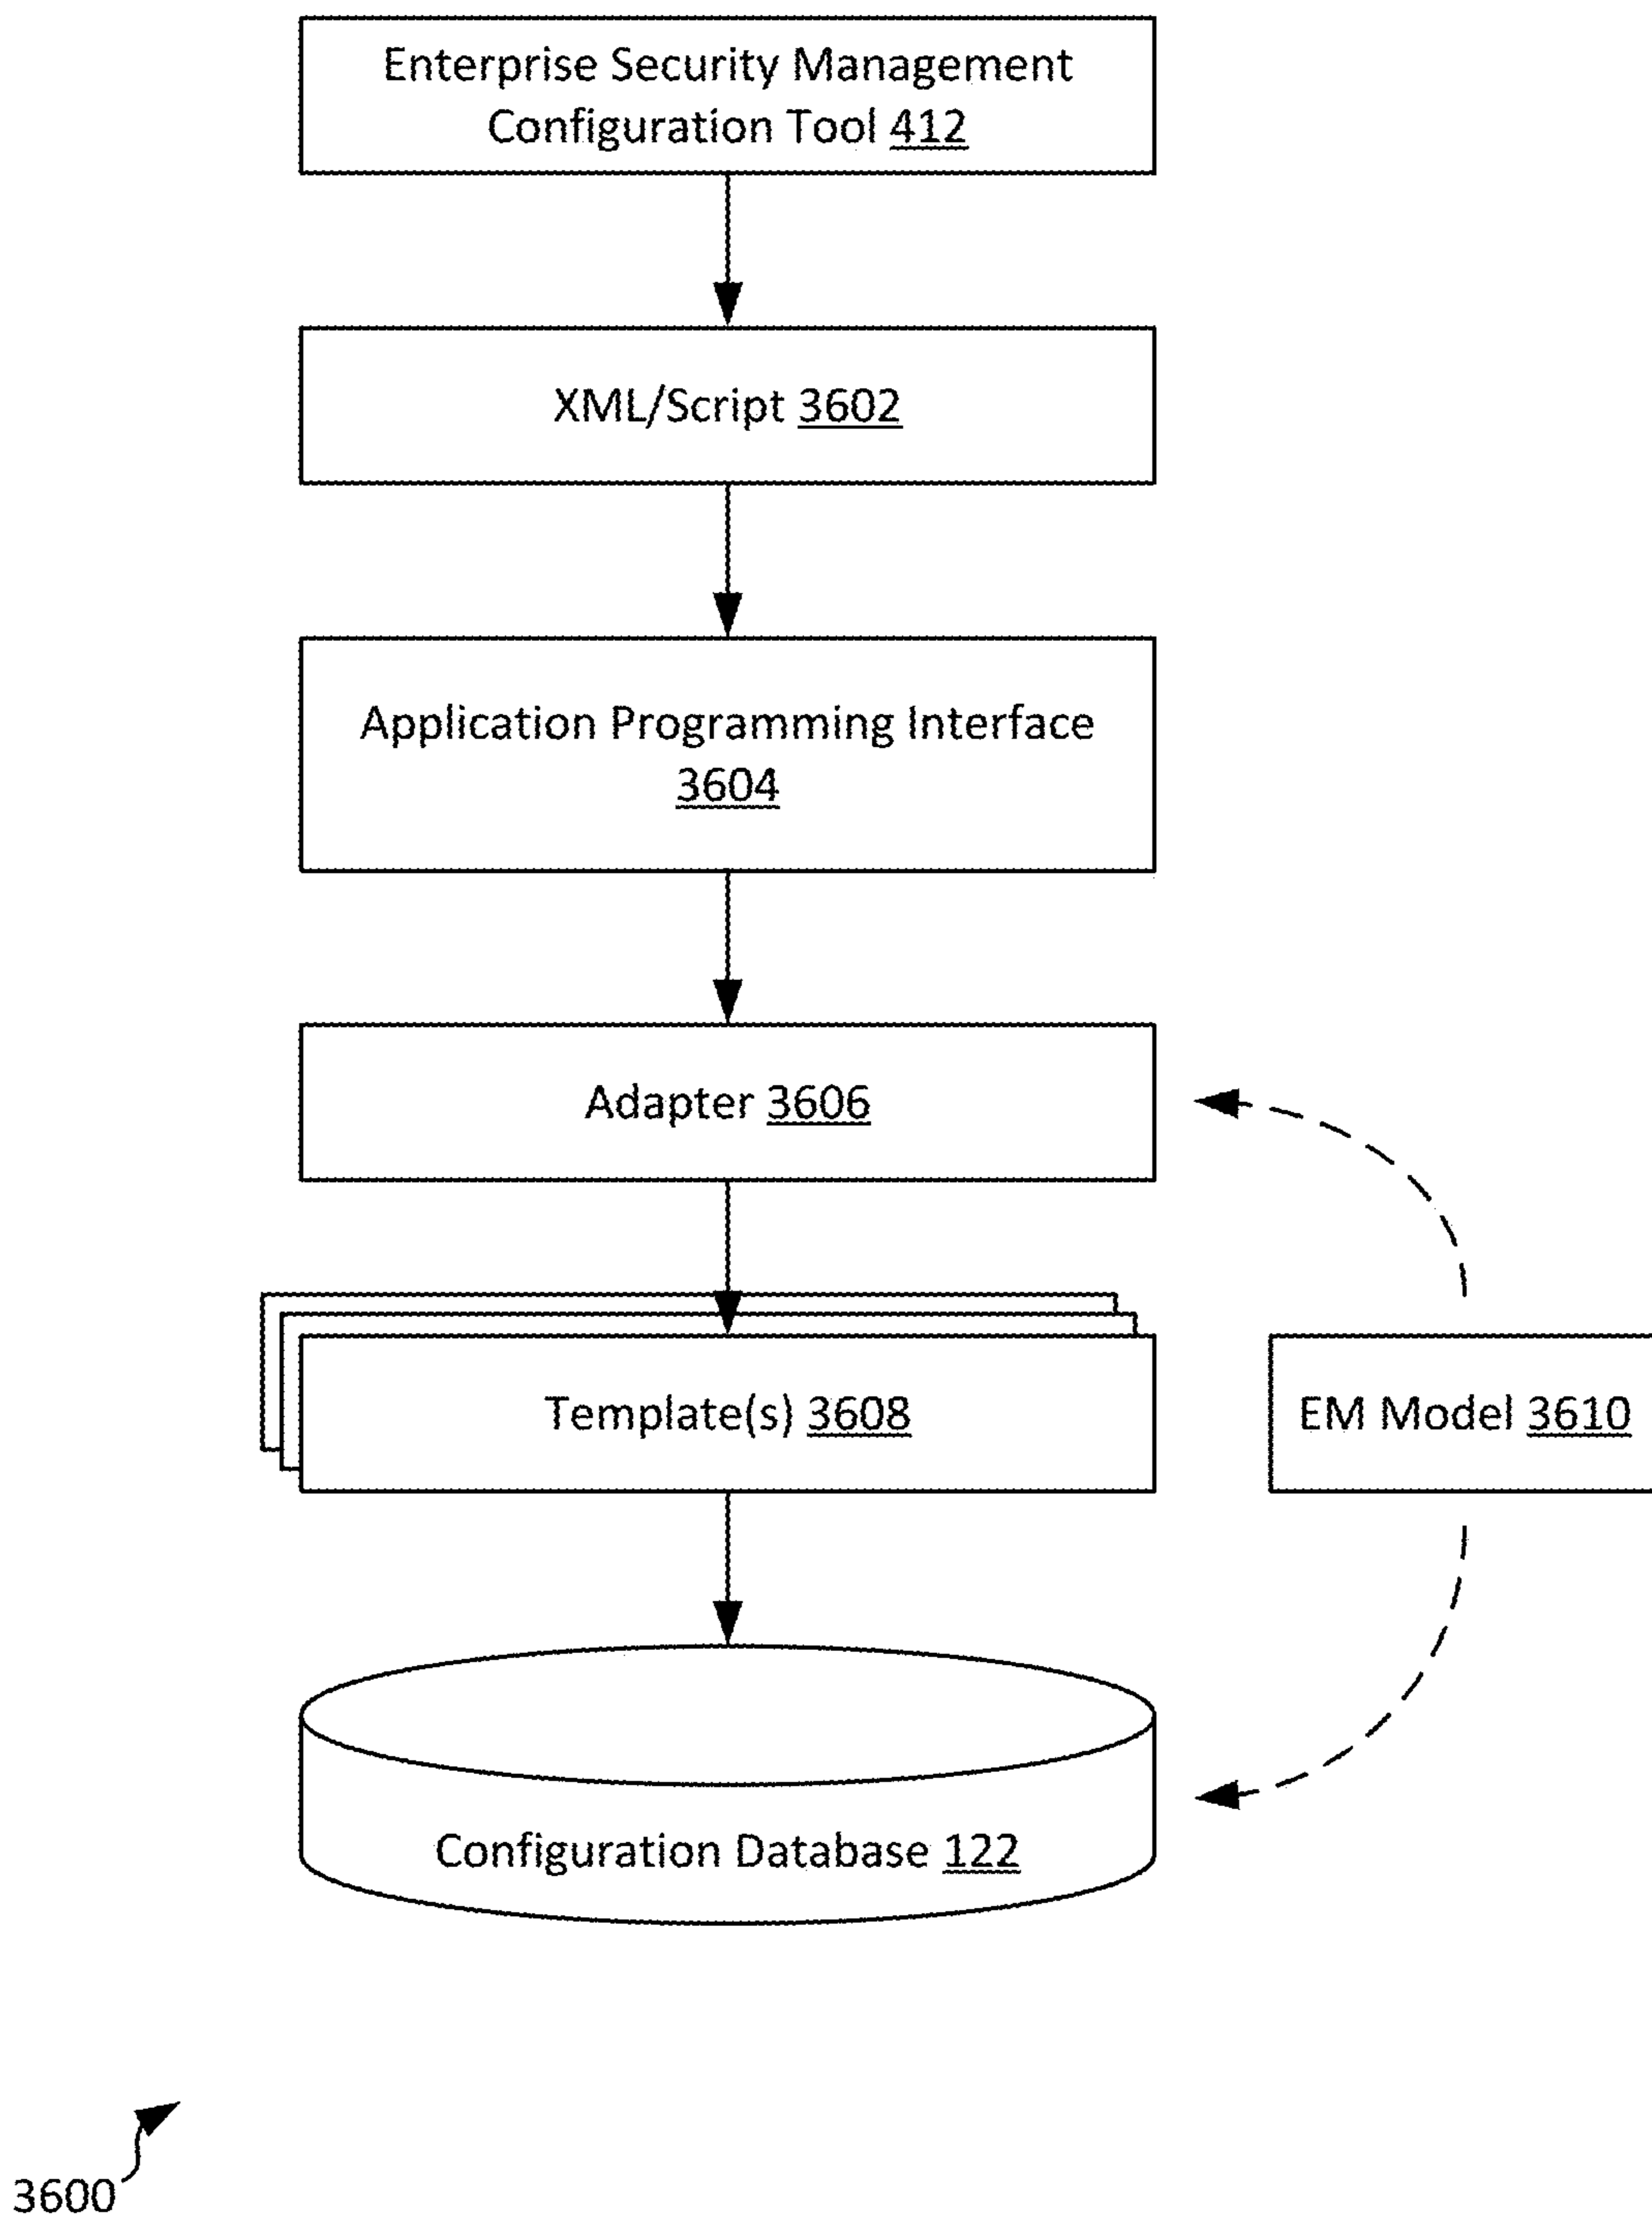 Enterprise Security Management
Configuration Tool 412
XML/Script 3602
Application Programming Interface
3604
Adapter 3606
Template(s) 3608
EM Model 3610
Configuration Database 122
3600